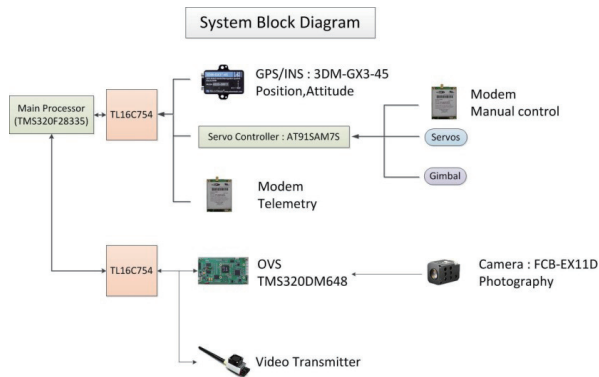 System Block Diagram
GPS/INS : 3DM-GX3-45
Position,Attitude
Main Processor
(TMS320F28335)
TL16C754
Modem
Manual control
Servo Controller : AT91SAM7S
Servos
Gimbal
Modem
Telemetry
TL16C754
OVS
TMS320DM648
Camera : FCB-EX11D
Photography
Video Transmitter